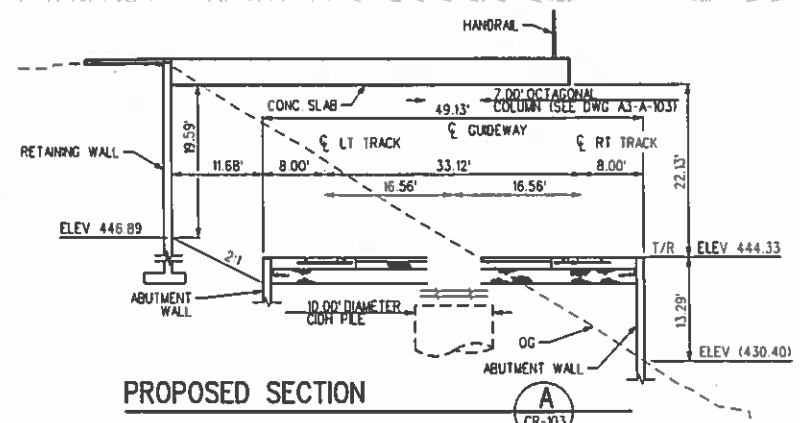 HANDRAIL
CONC. SLAB
7.00' OCTAGONAL
COLUMN (SEE DWG A3-A-103)
49.13'
℄ GUIDEWAY
℄ LT TRACK
℄ RT TRACK
RETAINING WALL
19.59'
11.68'
8.00'
33.12'
8.00'
22.13'
16.56'
16.56'
ELEV 446.89
2:1
T/R
ELEV 444.33
ABUTMENT
WALL
10.00' DIAMETER
CIDH PILE
13.29'
OG
ELEV (430.40)
ABUTMENT WALL
PROPOSED SECTION
A
CR-103